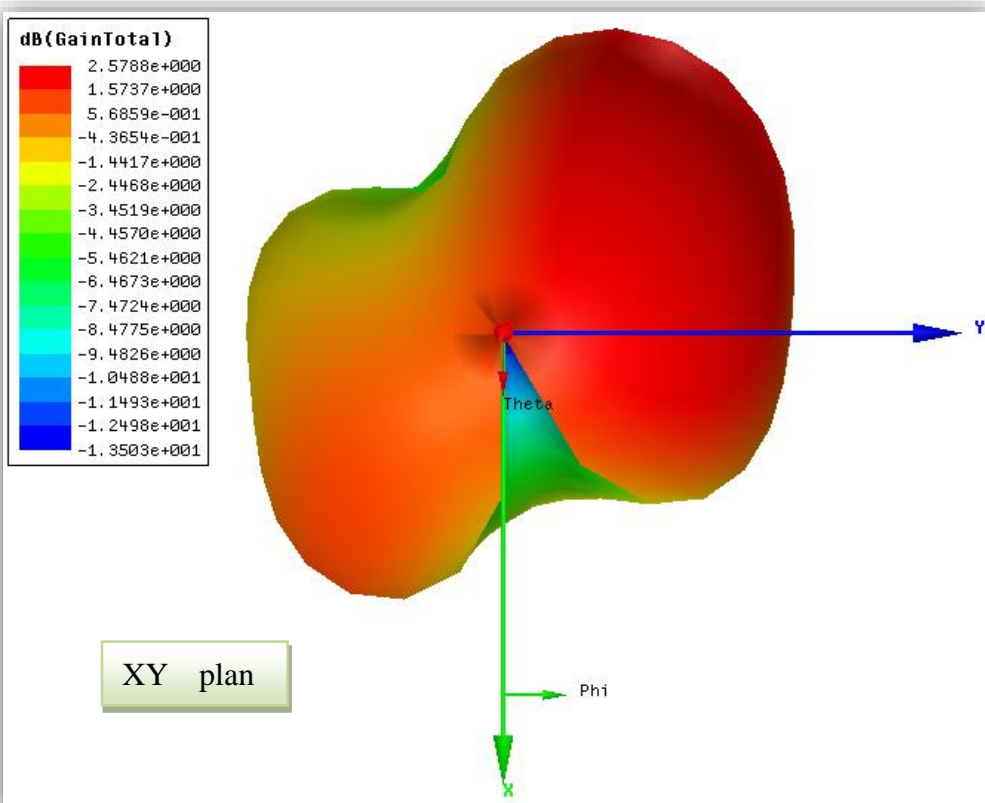 dB(GainTotal)
2.5788e+000
1.5737e+000
5.6859e-001
-4.3654e-001
-1.4417e+000
-2.4468e+000
-3.4519e+000
-4.4570e+000
-5.4621e+000
-6.4673e+000
-7.4724e+000
-8.4775e+000
-9.4826e+000
-1.0488e+001
-1.1493e+001
-1.2498e+001
-1.3503e+001
Y
Theta
XY plan
Phi
X